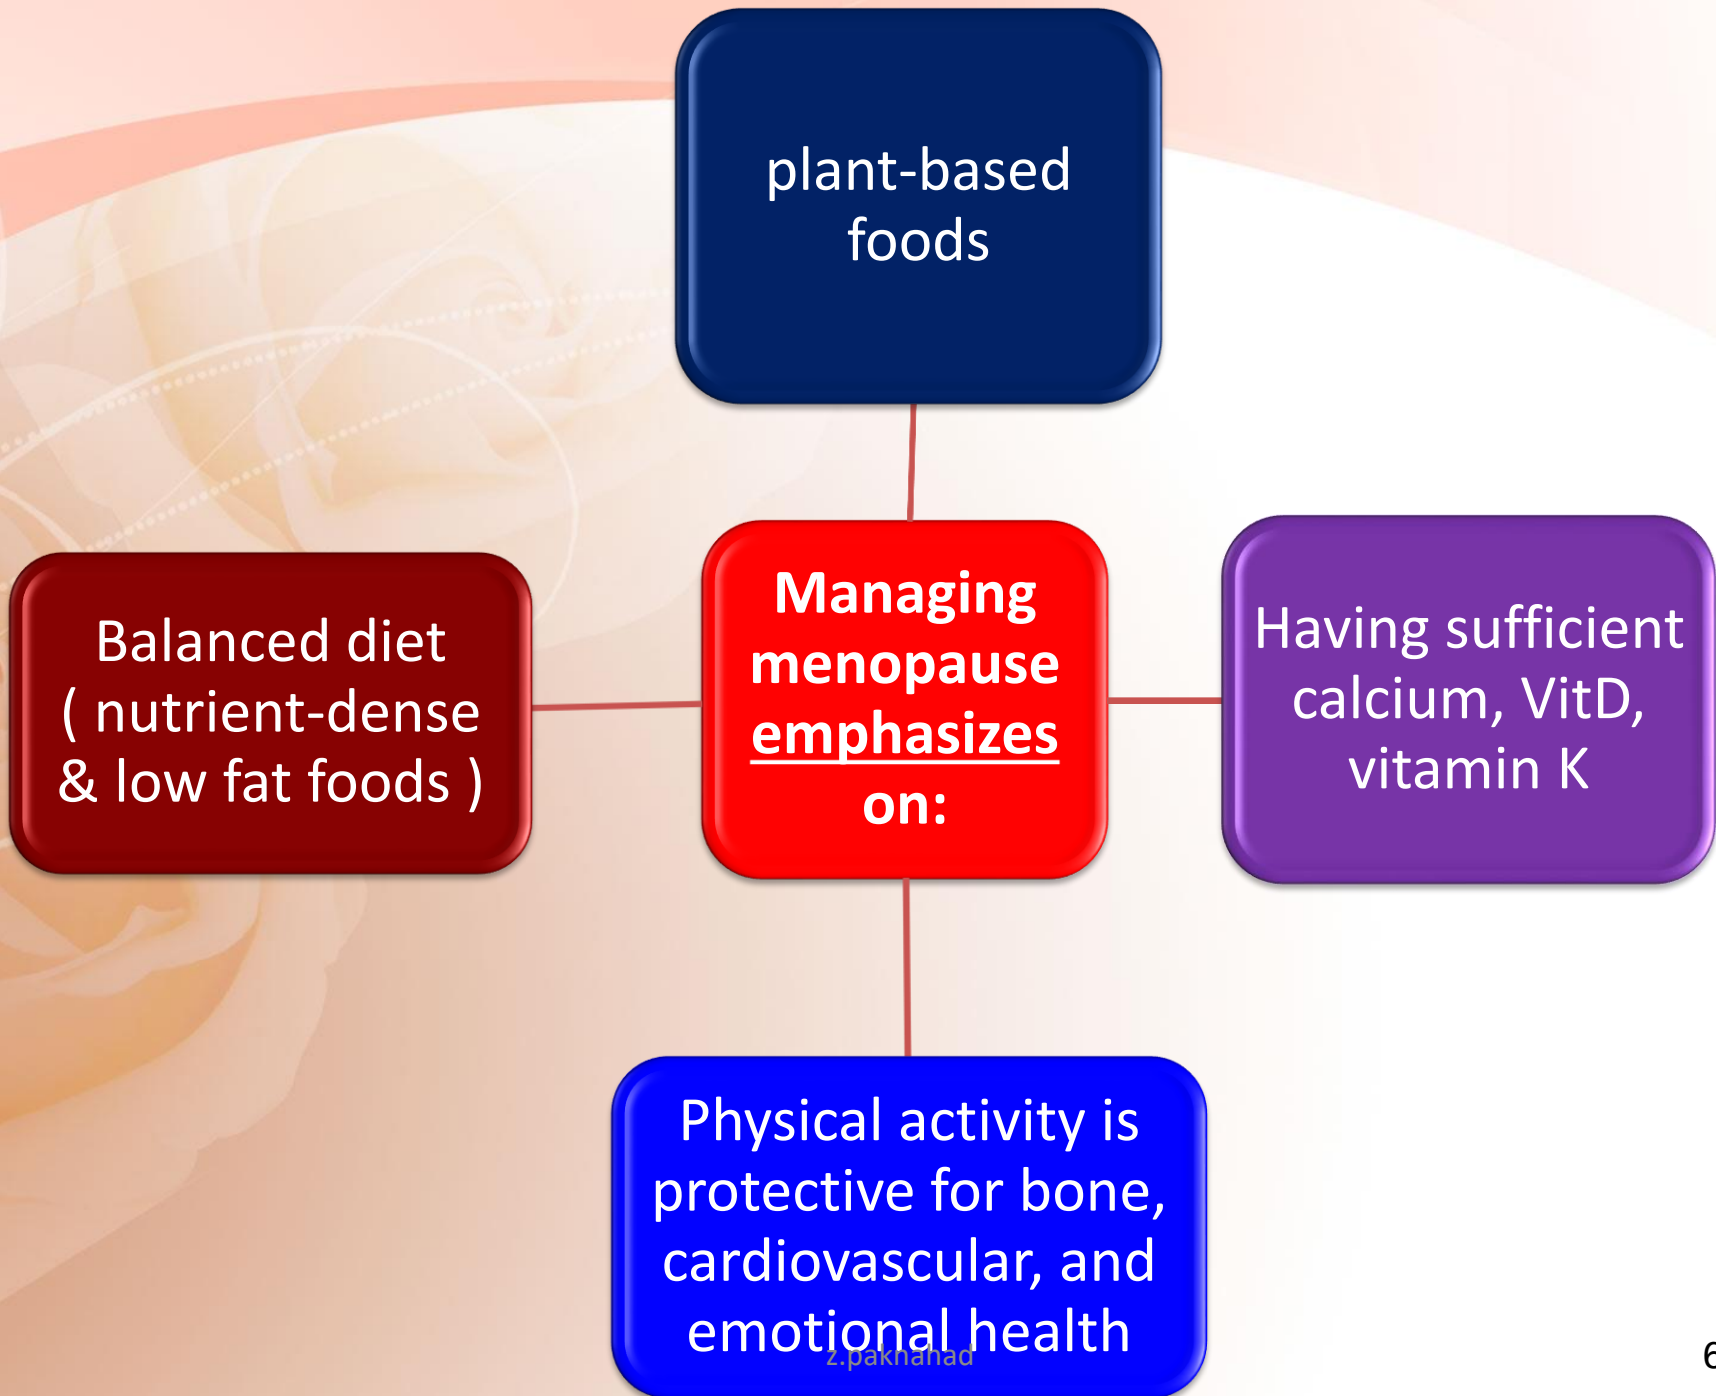 plant-based
foods
Balanced diet
( nutrient-dense
& low fat foods )
Managing
menopause
emphasizes
on:
Having sufficient
calcium, VitD,
vitamin K
Physical activity is
protective for bone,
cardiovascular, and
emotional health
z.paknahad
6